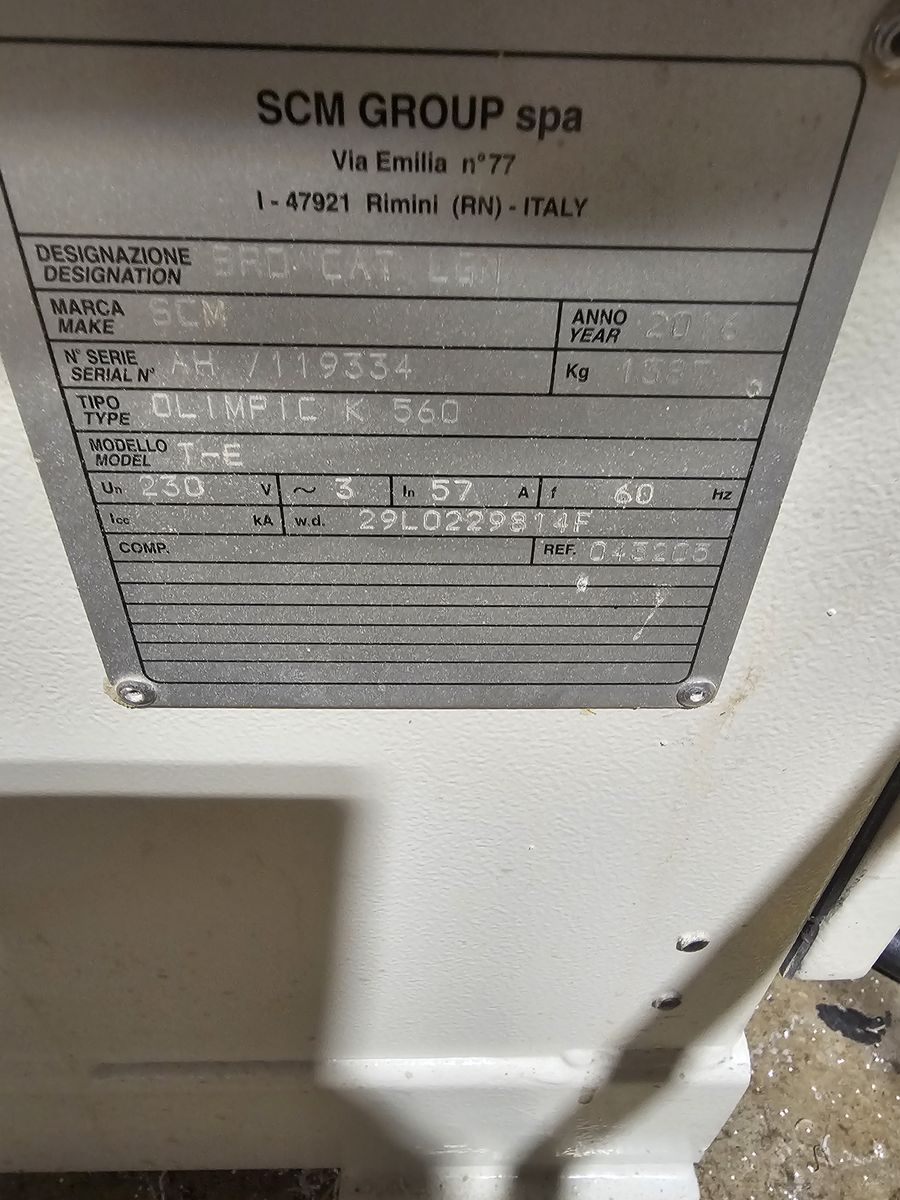 SCM GROUP spa
Via Emilia n°77
I - 47921 Rimini (RN) - ITALY
DESIGNAZIONE
DESIGNATION
MARCA
MAKE SCM
ANNO
YEAR 2016
N° SERIE
SERIAL N° AH /119334
Kg
TIPO
TYPE OLIMPIC K 560
MODELLO
MODEL T-E
Un 230 V ~ 3 In 57 A f 60 Hz
Icc kA w.d. 29L0229814F
COMP. REF. 043205